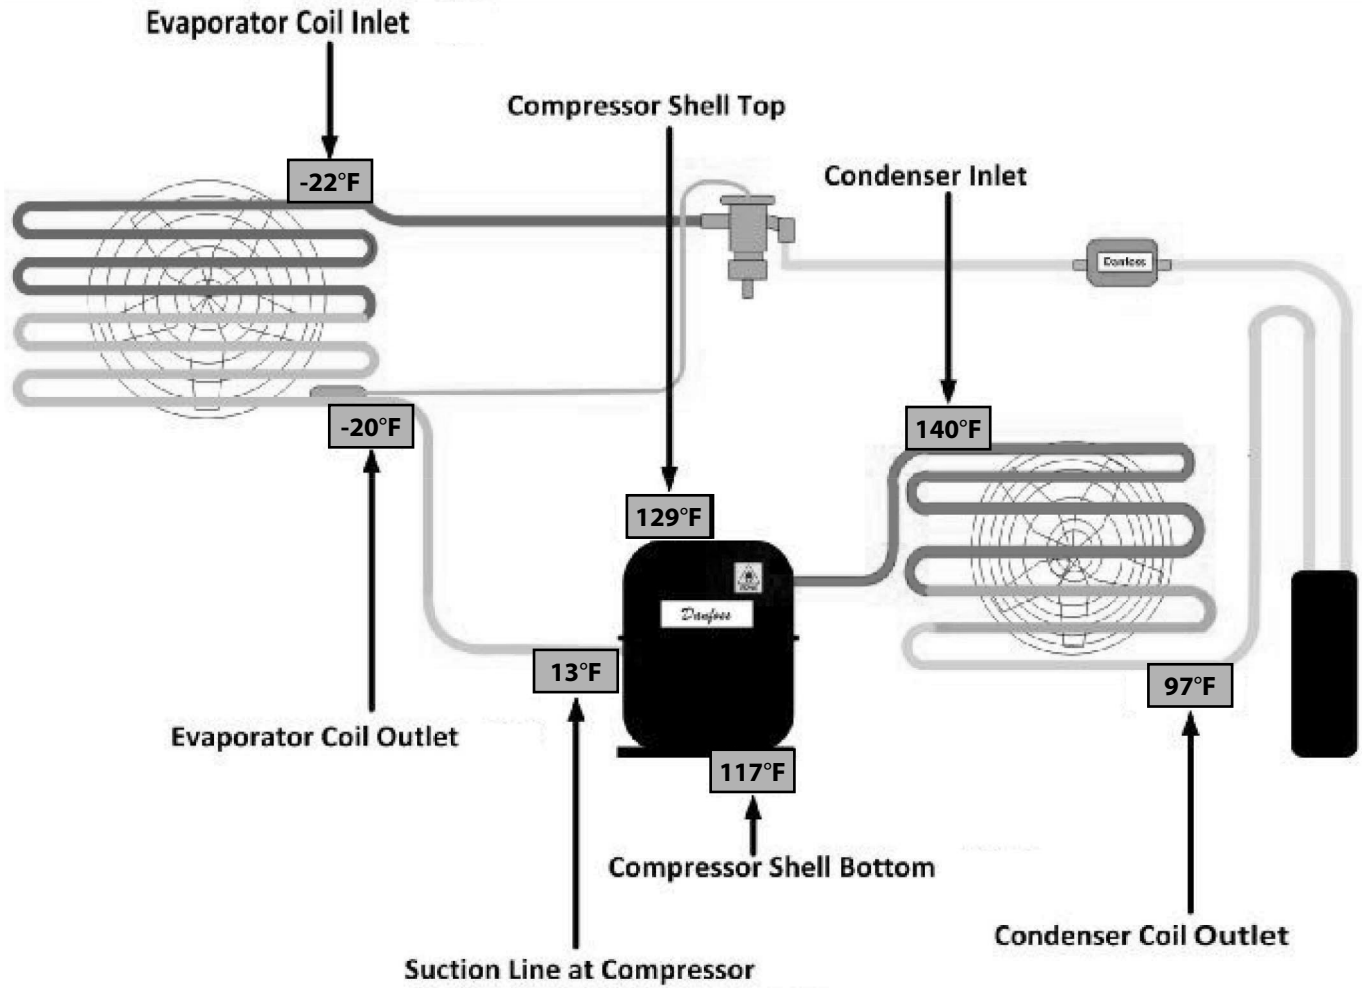 Evaporator Coil Inlet
Compressor Shell Top
Condenser Inlet
-22°F
Danfoss
-20°F
140°F
129°F
Danfoss
13°F
97°F
Evaporator Coil Outlet
117°F
Compressor Shell Bottom
Condenser Coil Outlet
Suction Line at Compressor